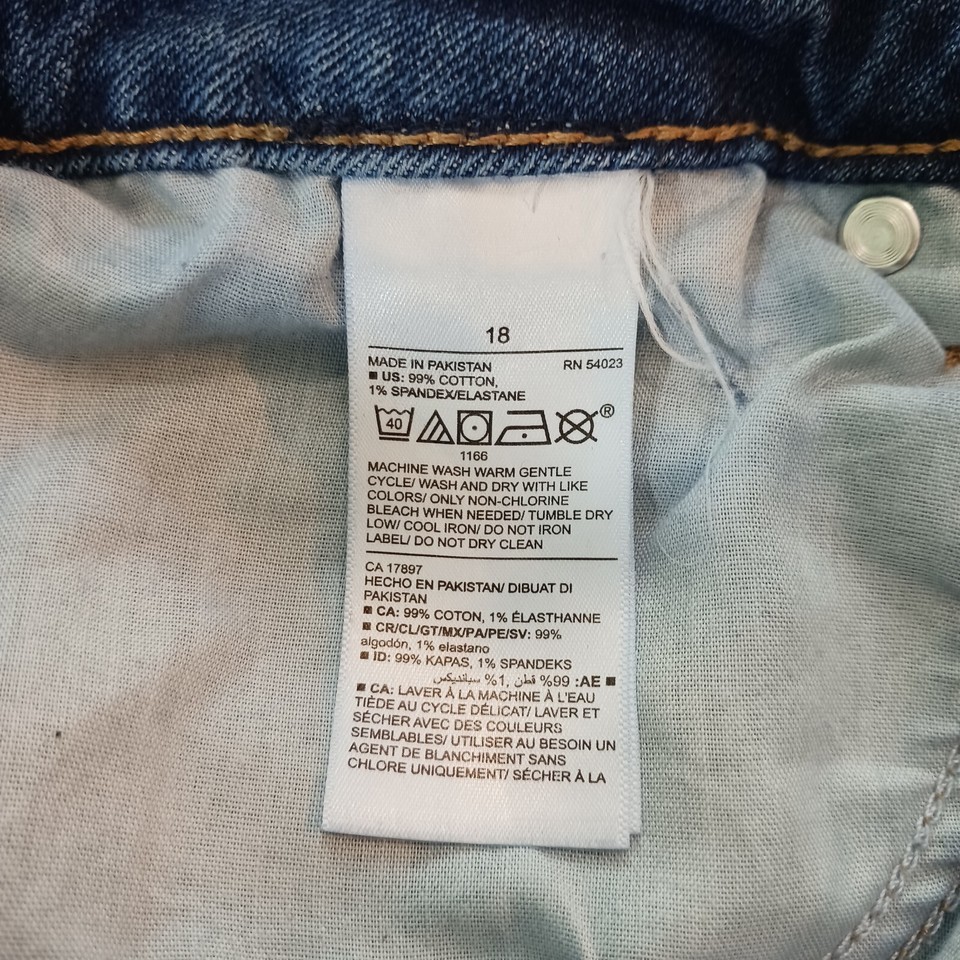 18
MADE IN PAKISTAN RN 54023
■ US: 99% COTTON,
1% SPANDEX/ELASTANE
40
®
1166
MACHINE WASH WARM GENTLE
CYCLE/ WASH AND DRY WITH LIKE
COLORS/ ONLY NON-CHLORINE
BLEACH WHEN NEEDED/ TUMBLE DRY
LOW/ COOL IRON/ DO NOT IRON
LABEL/ DO NOT DRY CLEAN
CA 17897
HECHO EN PAKISTAN/ DIBUAT DI
PAKISTAN
■ CA: 99% COTON, 1% ÉLASTHANNE
■ CR/CL/GT/MX/PA/PE/SV: 99%
algodón, 1% elastano
■ ID: 99% KAPAS, 1% SPANDEKS
■ AE: 99% قطن, 1% سبانديكس
■ CA: LAVER À LA MACHINE À L'EAU
TIÈDE AU CYCLE DÉLICAT/ LAVER ET
SÉCHER AVEC DES COULEURS
SEMBLABLES/ UTILISER AU BESOIN UN
AGENT DE BLANCHIMENT SANS
CHLORE UNIQUEMENT/ SÉCHER À LA